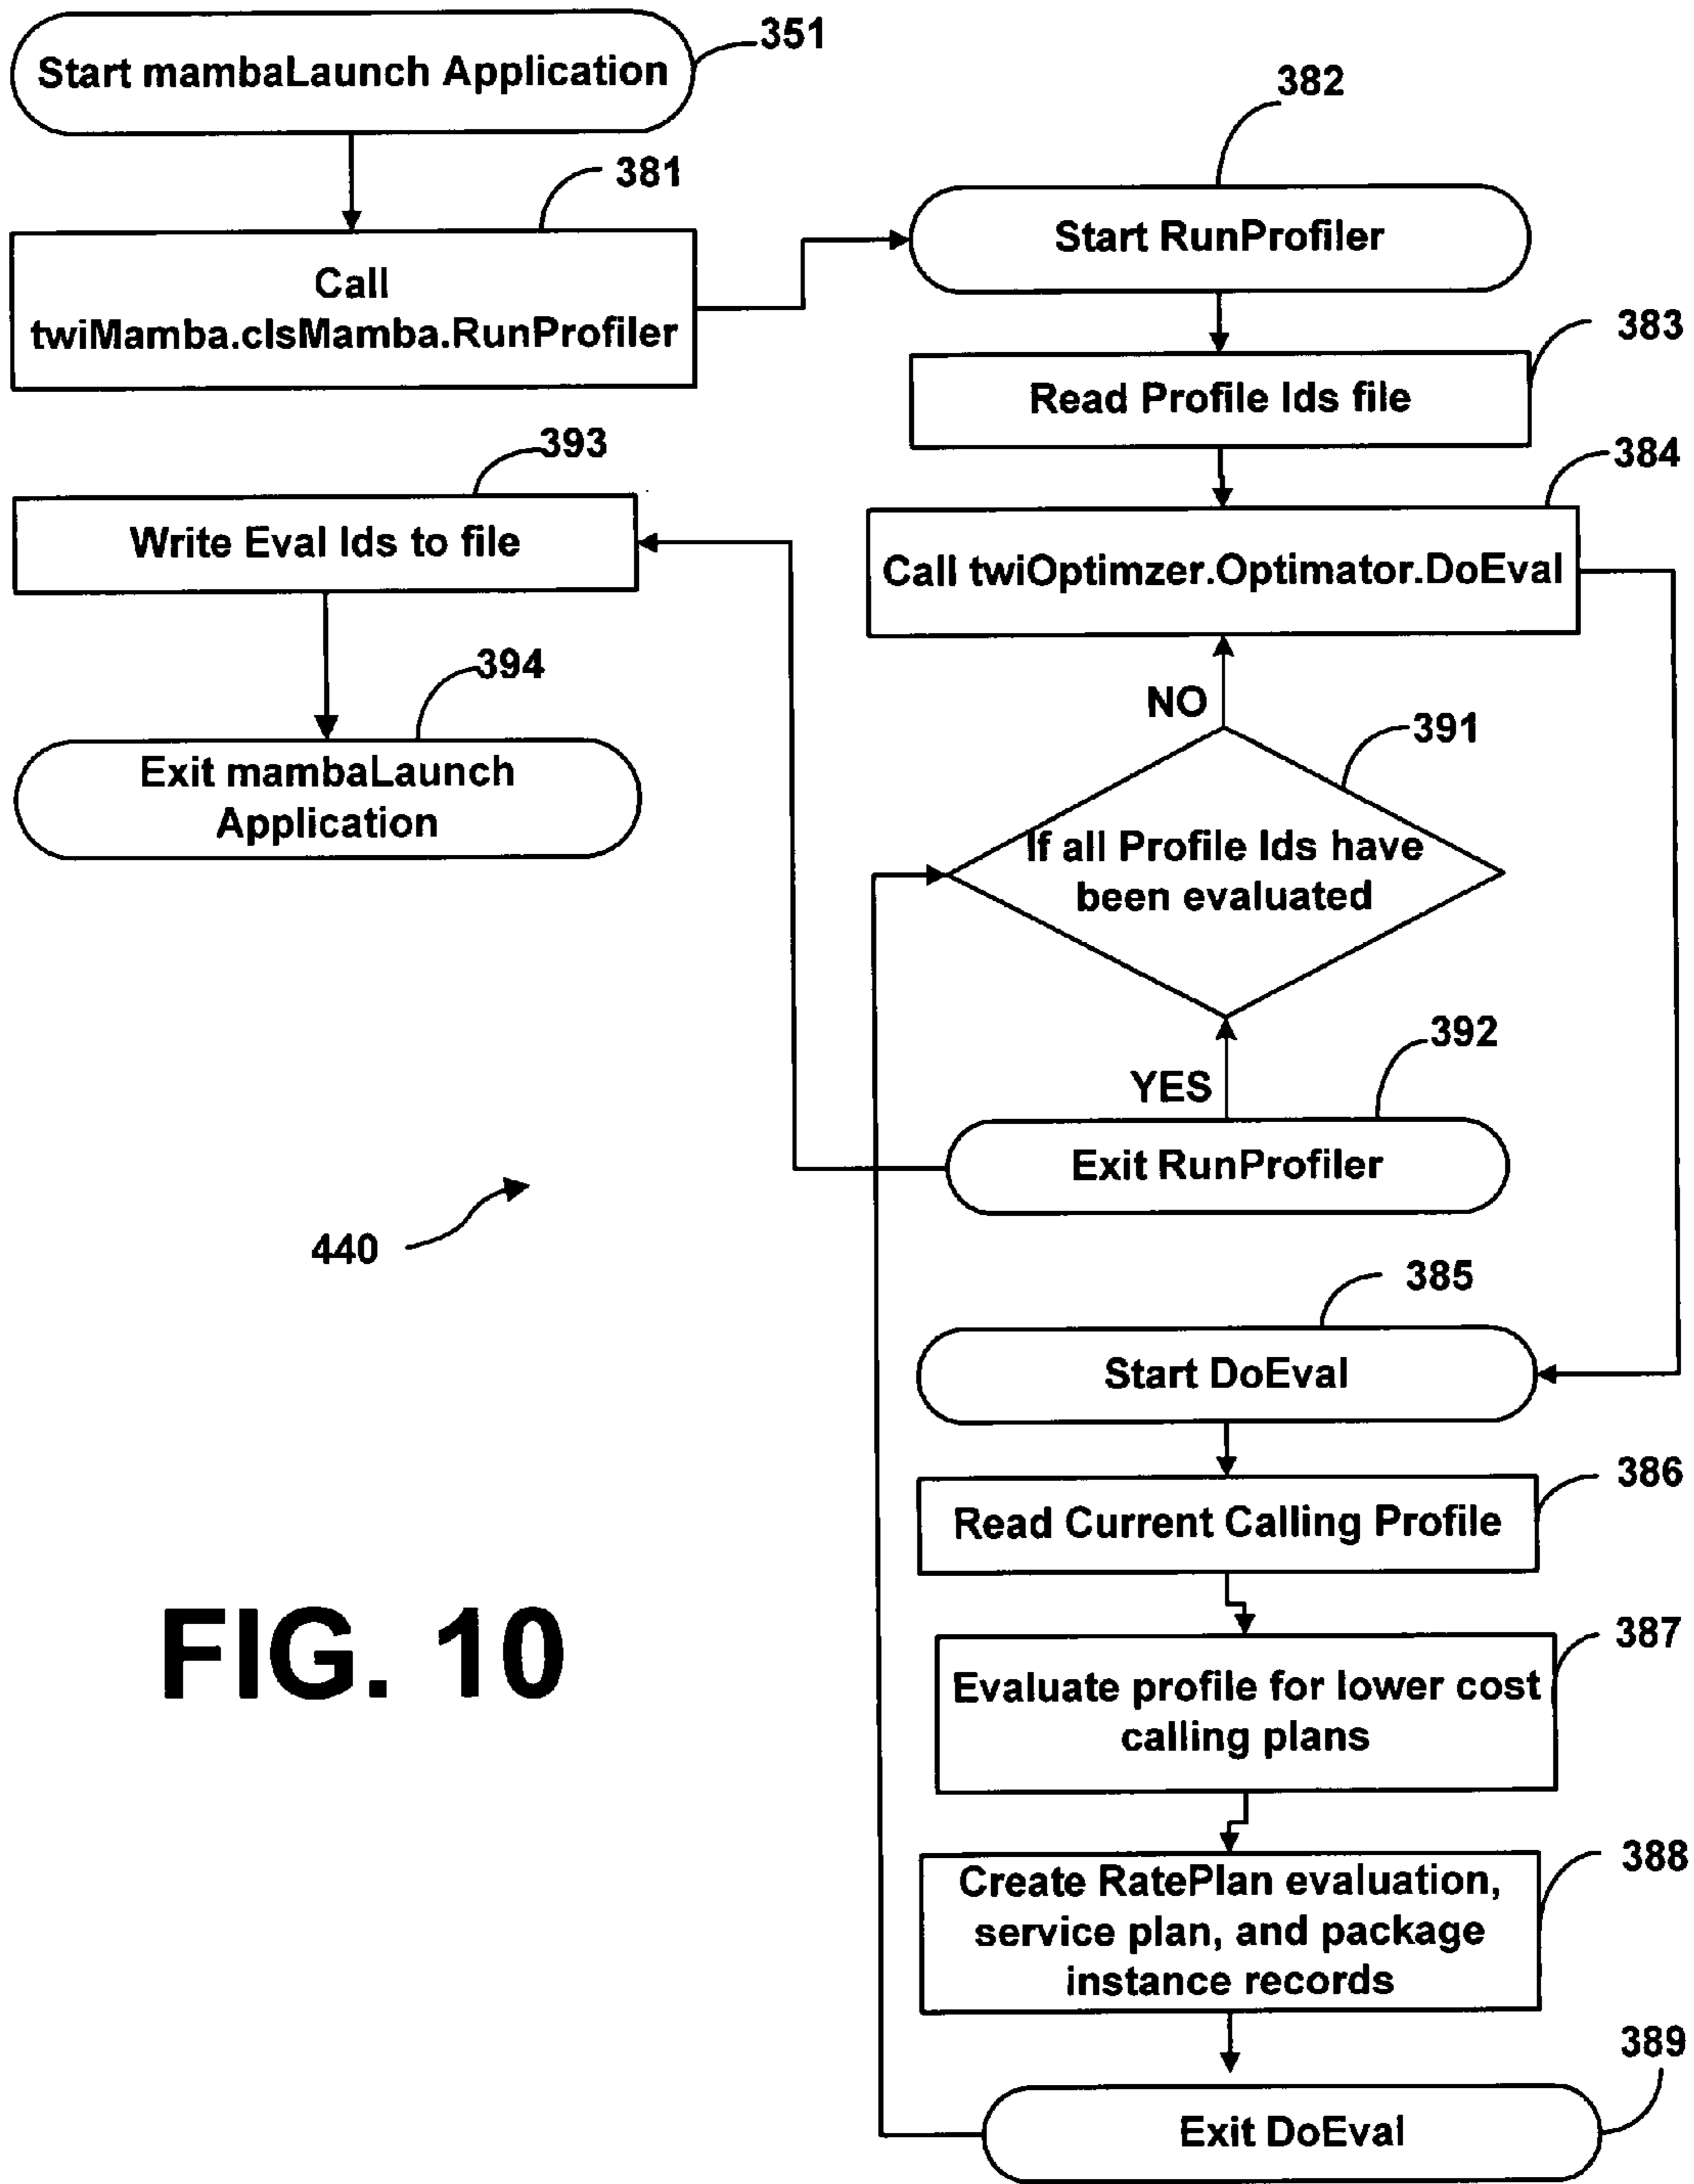 Start mambaLaunch Application
351
381
Call
twiMamba.clsMamba.RunProfiler
382
Start RunProfiler
383
Read Profile Ids file
384
Call twiOptimzer.Optimator.DoEval
393
Write Eval Ids to file
394
Exit mambaLaunch
Application
NO
391
If all Profile Ids have
been evaluated
YES
392
Exit RunProfiler
440
385
Start DoEval
386
Read Current Calling Profile
387
Evaluate profile for lower cost
calling plans
388
Create RatePlan evaluation,
service plan, and package
instance records
389
Exit DoEval
FIG. 10